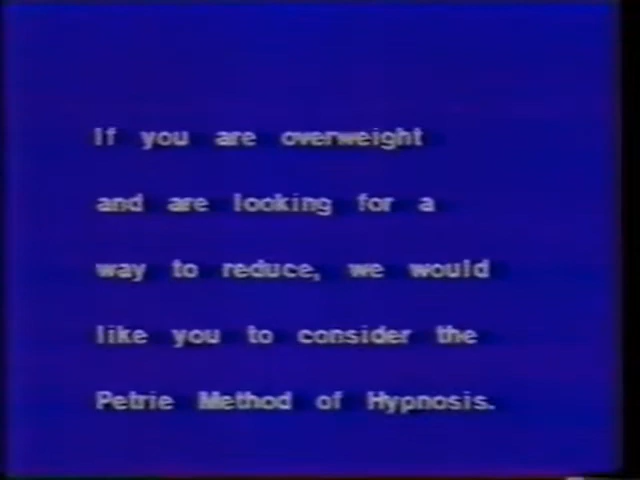 If you are overweight
and are looking for a
way to reduce, we would
like you to consider the
Petrie Method of Hypnosis.